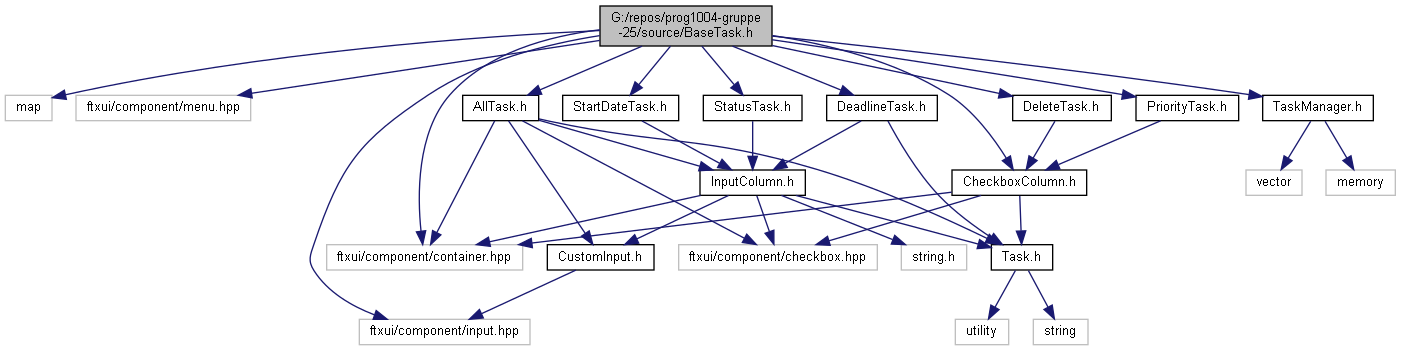 G:/repos/prog1004-gruppe
-25/source/BaseTask.h
map
ftxui/component/menu.hpp
AllTask.h
StartDateTask.h
StatusTask.h
DeadlineTask.h
DeleteTask.h
PriorityTask.h
TaskManager.h
InputColumn.h
CheckboxColumn.h
vector
memory
ftxui/component/container.hpp
CustomInput.h
ftxui/component/checkbox.hpp
string.h
Task.h
ftxui/component/input.hpp
utility
string